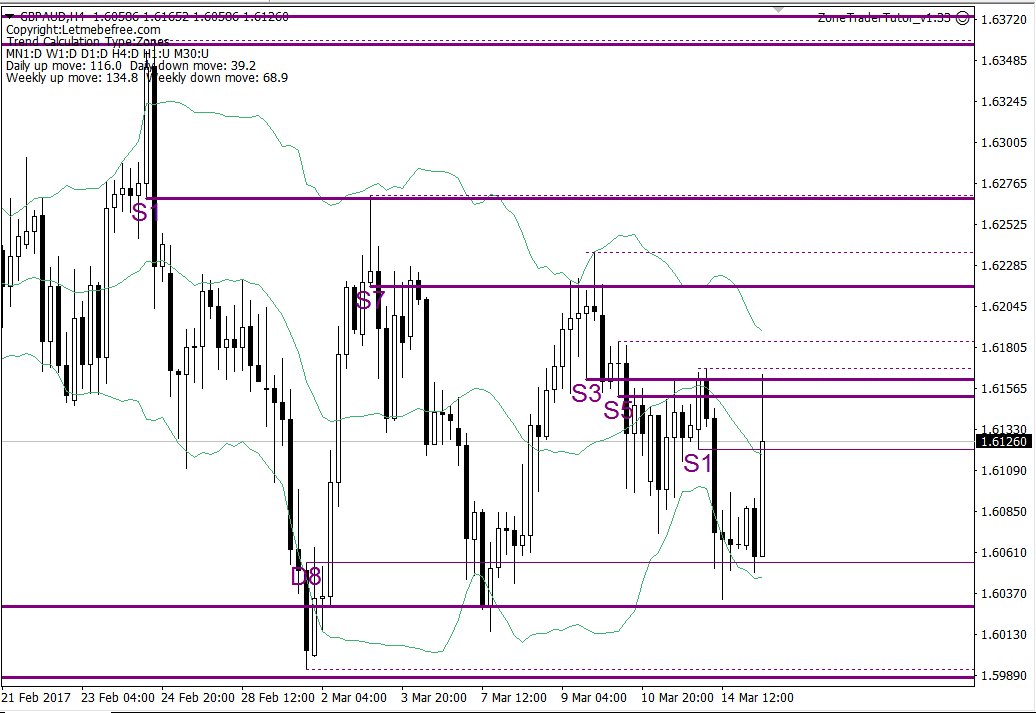 GBPAUD,H4 1.60586 1.61652 1.60586 1.61260
ZoneTraderTutor_v1.33
Copyright:Letmebefree.com
Trend Calculation Type:Zones
MN1:D W1:D D1:D H4:D H1:U M30:U
Daily up move: 116.0 Daily down move: 39.2
Weekly up move: 134.8 Weekly down move: 68.9
1.63720
1.63485
1.63245
1.63005
1.62765
1.62525
1.62285
1.62045
1.61805
1.61565
1.61330
1.61260
1.61090
1.60850
1.60610
1.60370
1.60130
1.59890
S1
S7
S3
S5
S1
D8
21 Feb 2017 23 Feb 04:00 24 Feb 20:00 28 Feb 12:00 2 Mar 04:00 3 Mar 20:00 7 Mar 12:00 9 Mar 04:00 10 Mar 20:00 14 Mar 12:00